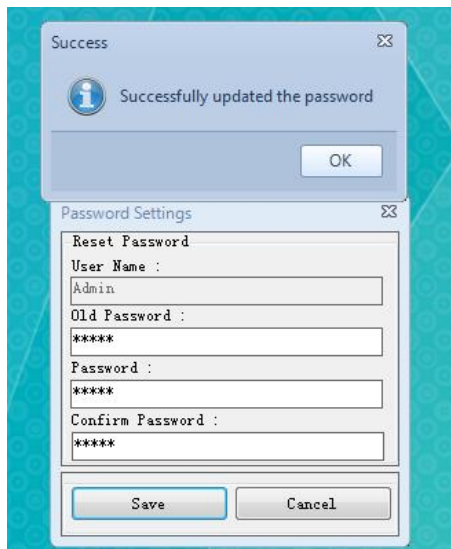 Success
Successfully updated the password
OK
Password Settings
Reset Password
User Name :
Admin
Old Password :
*****
Password :
*****
Confirm Password :
*****
Save Cancel